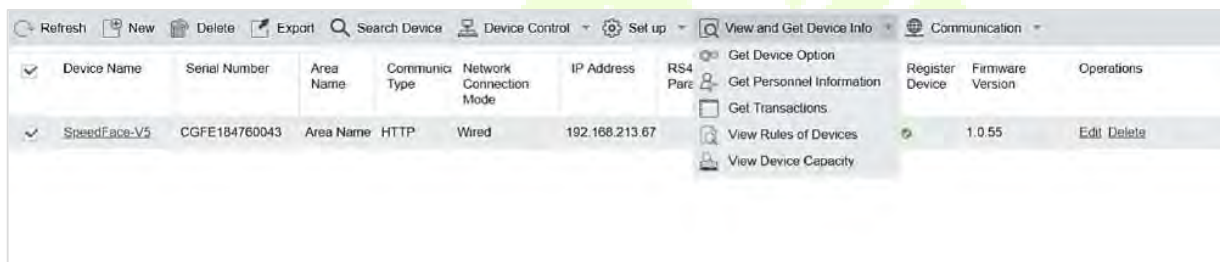 Refresh New Delete Export Search Device Device Control Set up View and Get Device Info Communication
Device Name Serial Number Area Name Communica Type Network Connection Mode IP Address RS4 Para Register Device Firmware Version Operations
SpeedFace-V5 CGFE184760043 Area Name HTTP Wired 192.168.213.67 1.0.55 Edit Delete
Get Device Option
Get Personnel Information
Get Transactions
View Rules of Devices
View Device Capacity